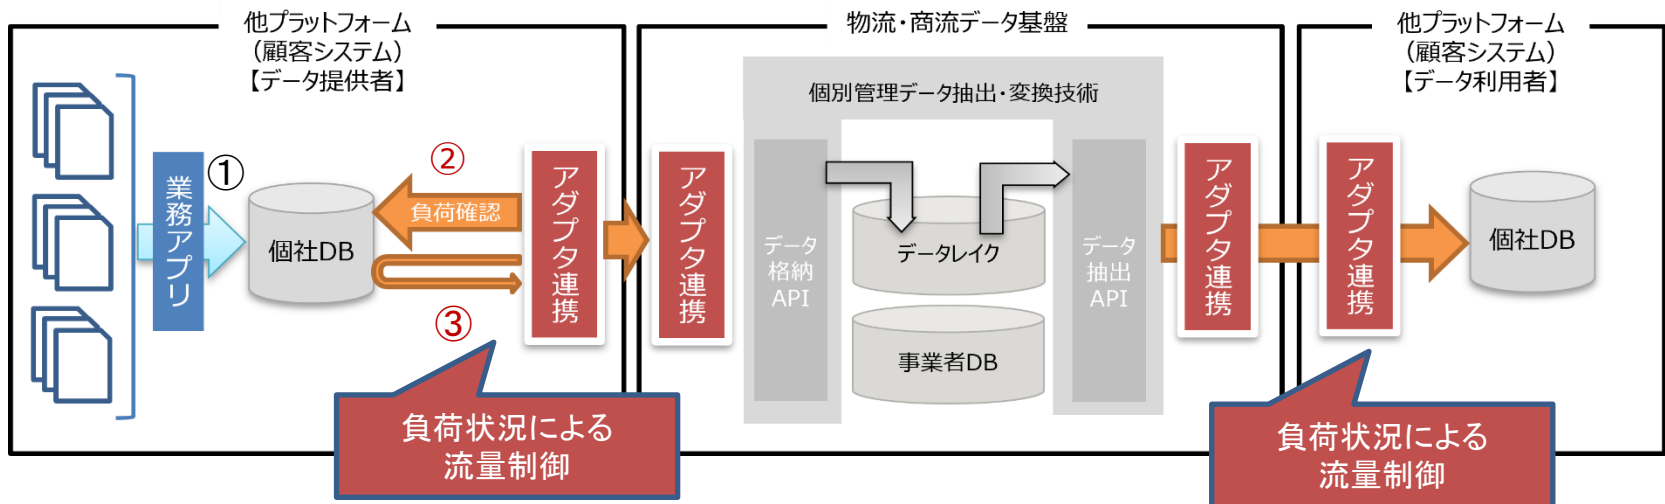 他プラットフォーム
(顧客システム)
【データ提供者】
業務アプリ
①
個社DB
②
負荷確認
③
アダプタ連携
負荷状況による
流量制御
物流・商流データ基盤
個別管理データ抽出・変換技術
アダプタ連携
データ
格納
API
データレイク
事業者DB
データ
抽出
API
アダプタ連携
他プラットフォーム
(顧客システム)
【データ利用者】
アダプタ連携
個社DB
負荷状況による
流量制御